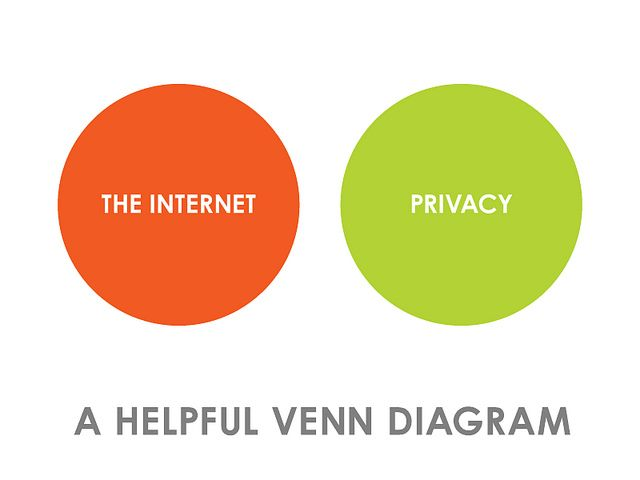 THE INTERNET
PRIVACY
A HELPFUL VENN DIAGRAM